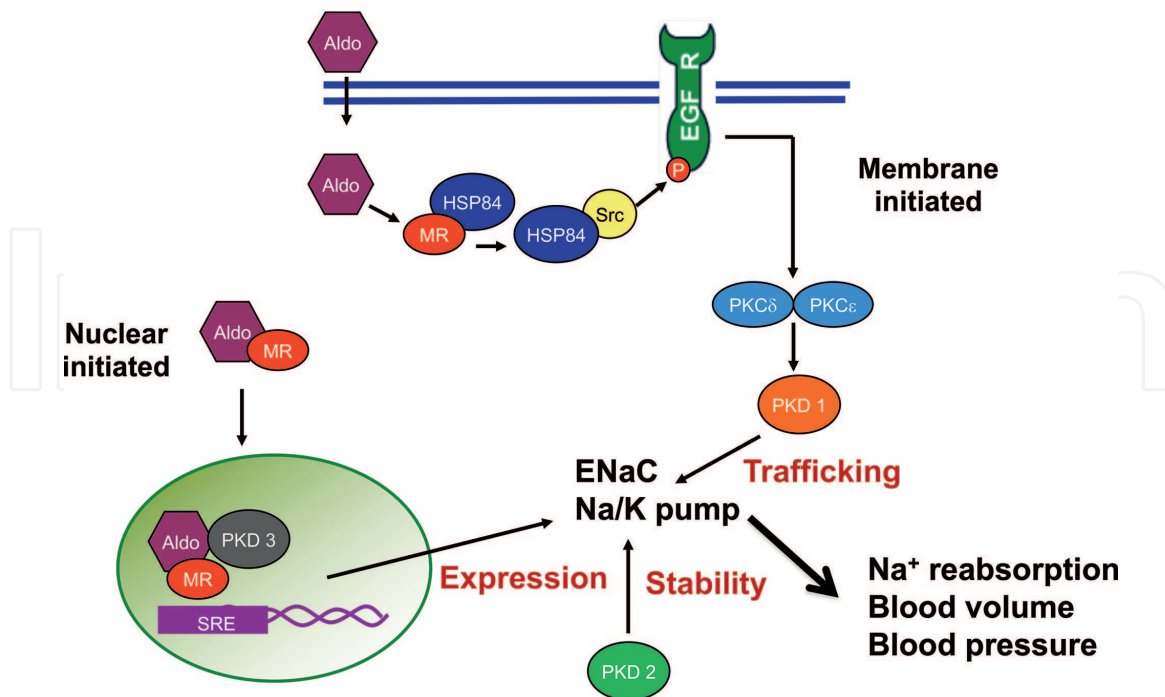 Aldo
EGF R
P
Aldo
HSP84
MR
HSP84
Src
Membrane
initiated
PKCδ
PKCε
Nuclear
initiated
Aldo
MR
PKD 1
ENaC
Na/K pump
Trafficking
Aldo
PKD 3
MR
SRE
Expression
Stability
Na⁺ reabsorption
Blood volume
Blood pressure
PKD 2